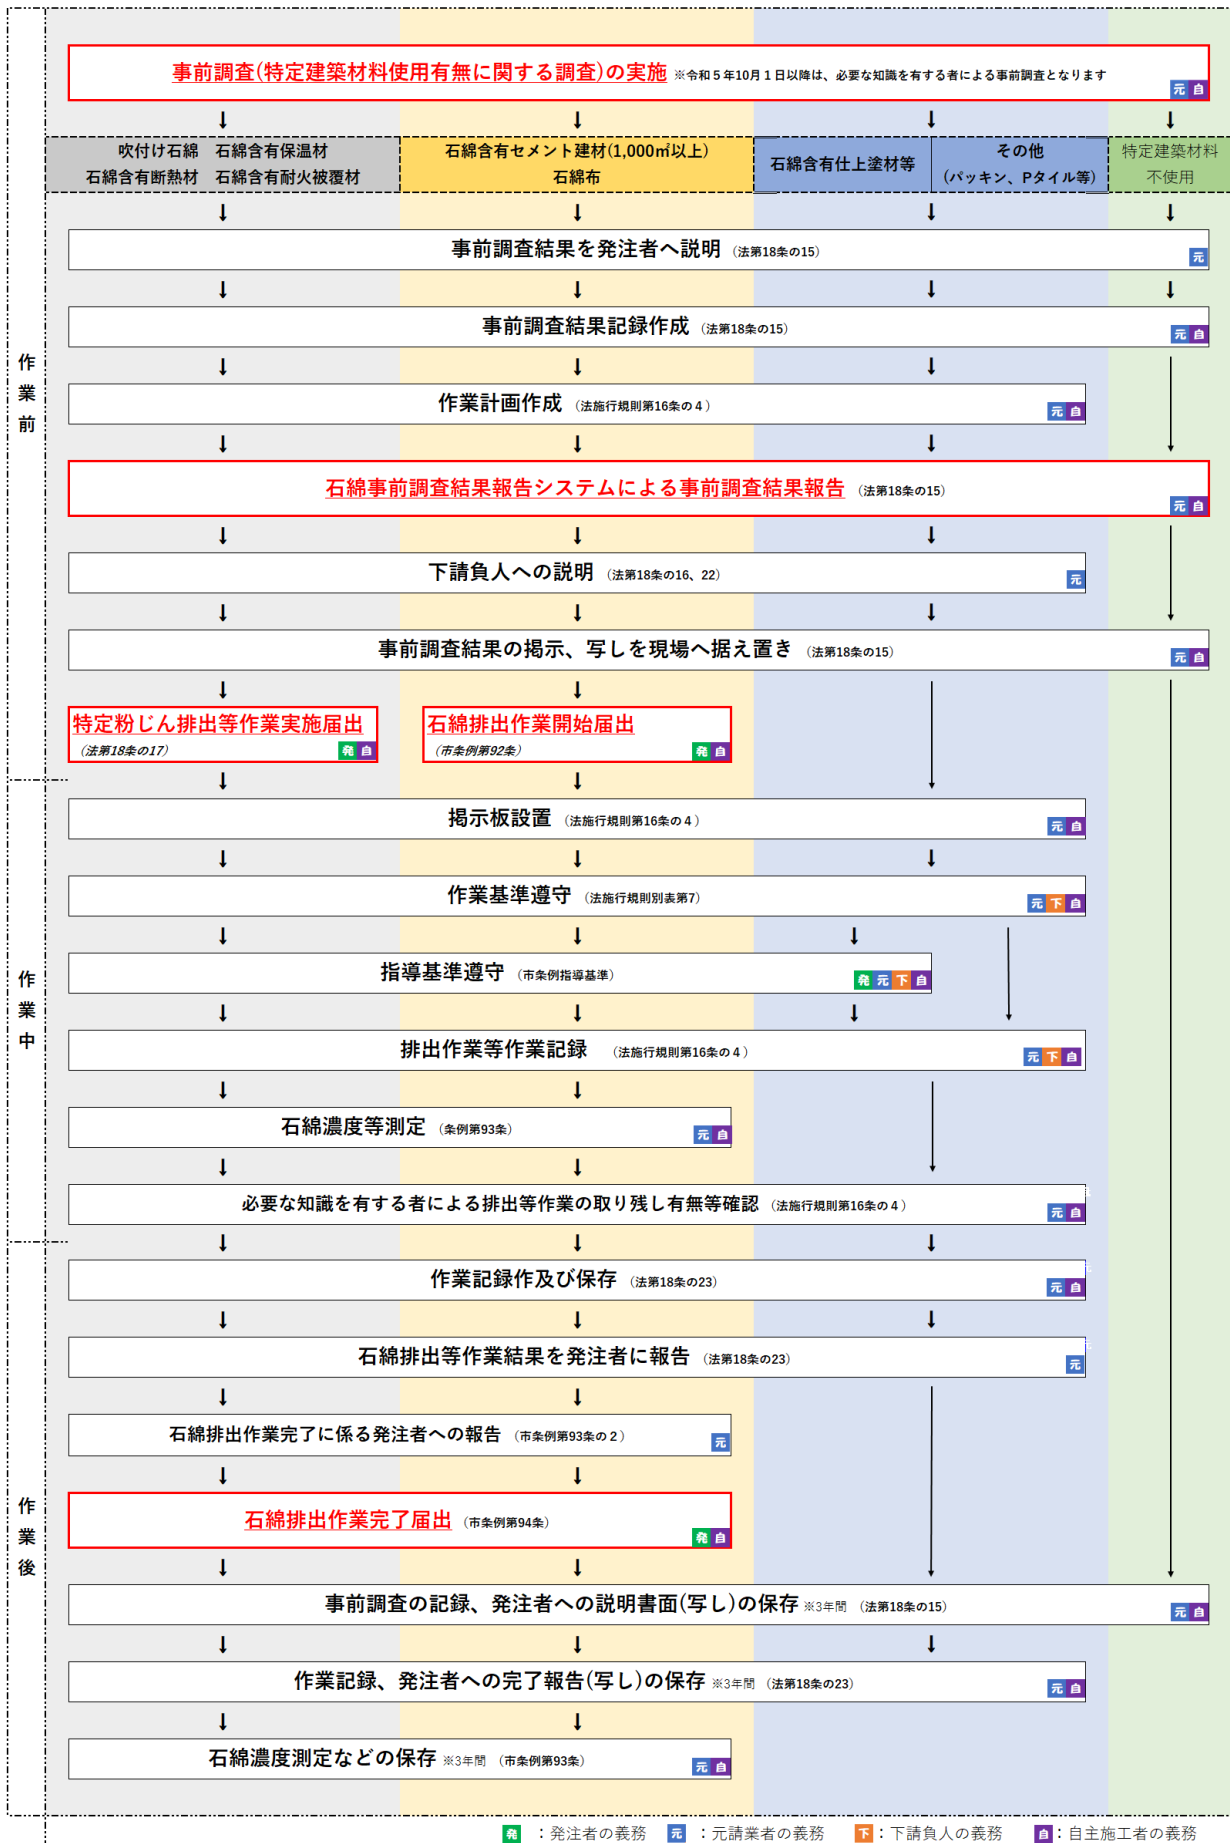 事前調査(特定建築材料使用有無に関する調査)の実施 ※令和5年10月1日以降は、必要な知識を有する者による事前調査となります
元 自
吹付け石綿 石綿含有保温材
石綿含有断熱材 石綿含有耐火被覆材
石綿含有セメント建材(1,000㎡以上)
石綿布
石綿含有仕上塗材等
その他
(パッキン、Pタイル等)
特定建築材料
不使用
事前調査結果を発注者へ説明 (法第18条の15)
元
事前調査結果記録作成 (法第18条の15)
元 自
作業前
作業計画作成 (法施行規則第16条の4)
元 自
石綿事前調査結果報告システムによる事前調査結果報告 (法第18条の15)
元 自
下請負人への説明 (法第18条の16、22)
元
事前調査結果の掲示、写しを現場へ据え置き (法第18条の15)
元 自
特定粉じん排出等作業実施届出
(法第18条の17)
発 自
石綿排出作業開始届出
(市条例第92条)
発 自
掲示板設置 (法施行規則第16条の4)
元 自
作業基準遵守 (法施行規則別表第7)
元 下 自
作業中
指導基準遵守 (市条例指導基準)
発 元 下 自
排出作業等作業記録 (法施行規則第16条の4)
元 下 自
石綿濃度等測定 (条例第93条)
元 自
必要な知識を有する者による排出等作業の取り残し有無等確認 (法施行規則第16条の4)
元 自
作業記録作及び保存 (法第18条の23)
元 自
石綿排出等作業結果を発注者に報告 (法第18条の23)
元
石綿排出作業完了に係る発注者への報告 (市条例第93条の2)
元
作業後
石綿排出作業完了届出 (市条例第94条)
発 自
事前調査の記録、発注者への説明書面(写し)の保存 ※3年間 (法第18条の15)
元 自
作業記録、発注者への完了報告(写し)の保存 ※3年間 (法第18条の23)
元 自
石綿濃度測定などの保存 ※3年間 (市条例第93条)
元 自
発 :発注者の義務 元 :元請業者の義務 下 :下請負人の義務 自 :自主施工者の義務